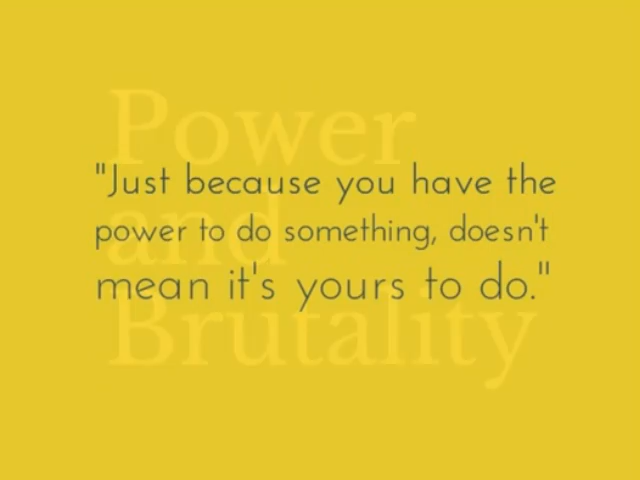 Power
"Just because you have the
and
power to do something, doesn't
mean it's yours to do."
Brutality